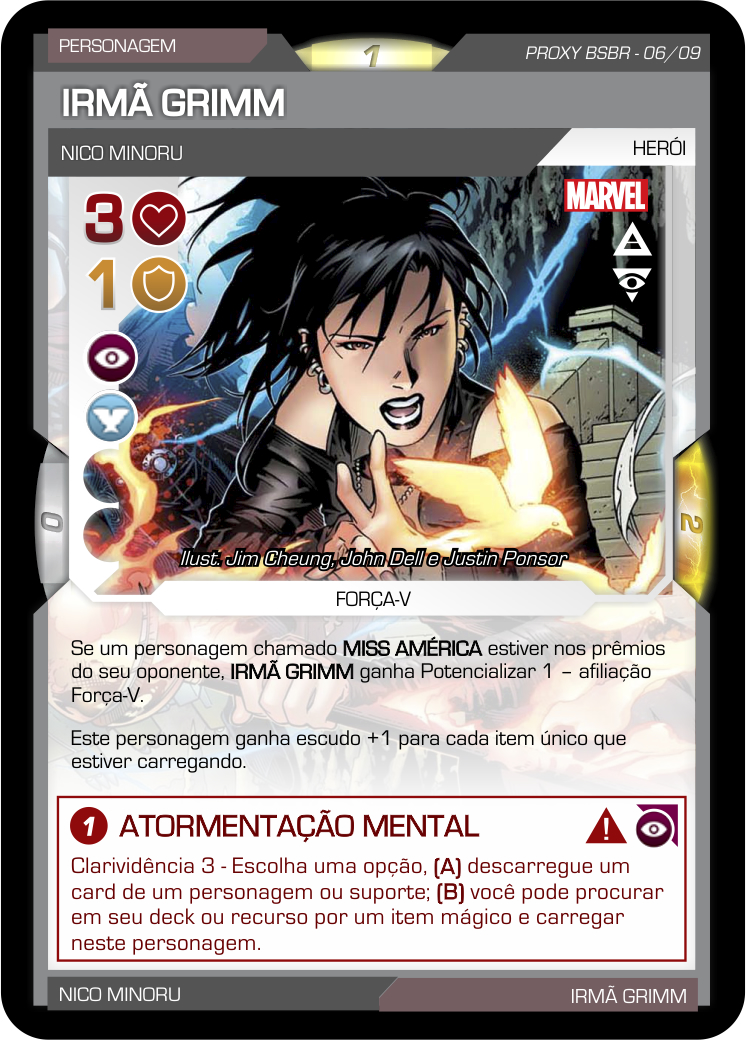 PERSONAGEM
1
PROXY BSBR - 06/09
IRMÃ GRIMM
NICO MINORU
HERÓI
MARVEL
3
1
0
2
Ilust: Jim Cheung, John Dell e Justin Ponsor
FORÇA-V
Se um personagem chamado MISS AMÉRICA estiver nos prêmios
do seu oponente, IRMÃ GRIMM ganha Potencializar 1 – afiliação
Força-V.
Este personagem ganha escudo +1 para cada item único que
estiver carregando.
1 ATORMENTAÇÃO MENTAL
!
Clarividência 3 - Escolha uma opção, (A) descarregue um
card de um personagem ou suporte; (B) você pode procurar
em seu deck ou recurso por um item mágico e carregar
neste personagem.
NICO MINORU
IRMÃ GRIMM